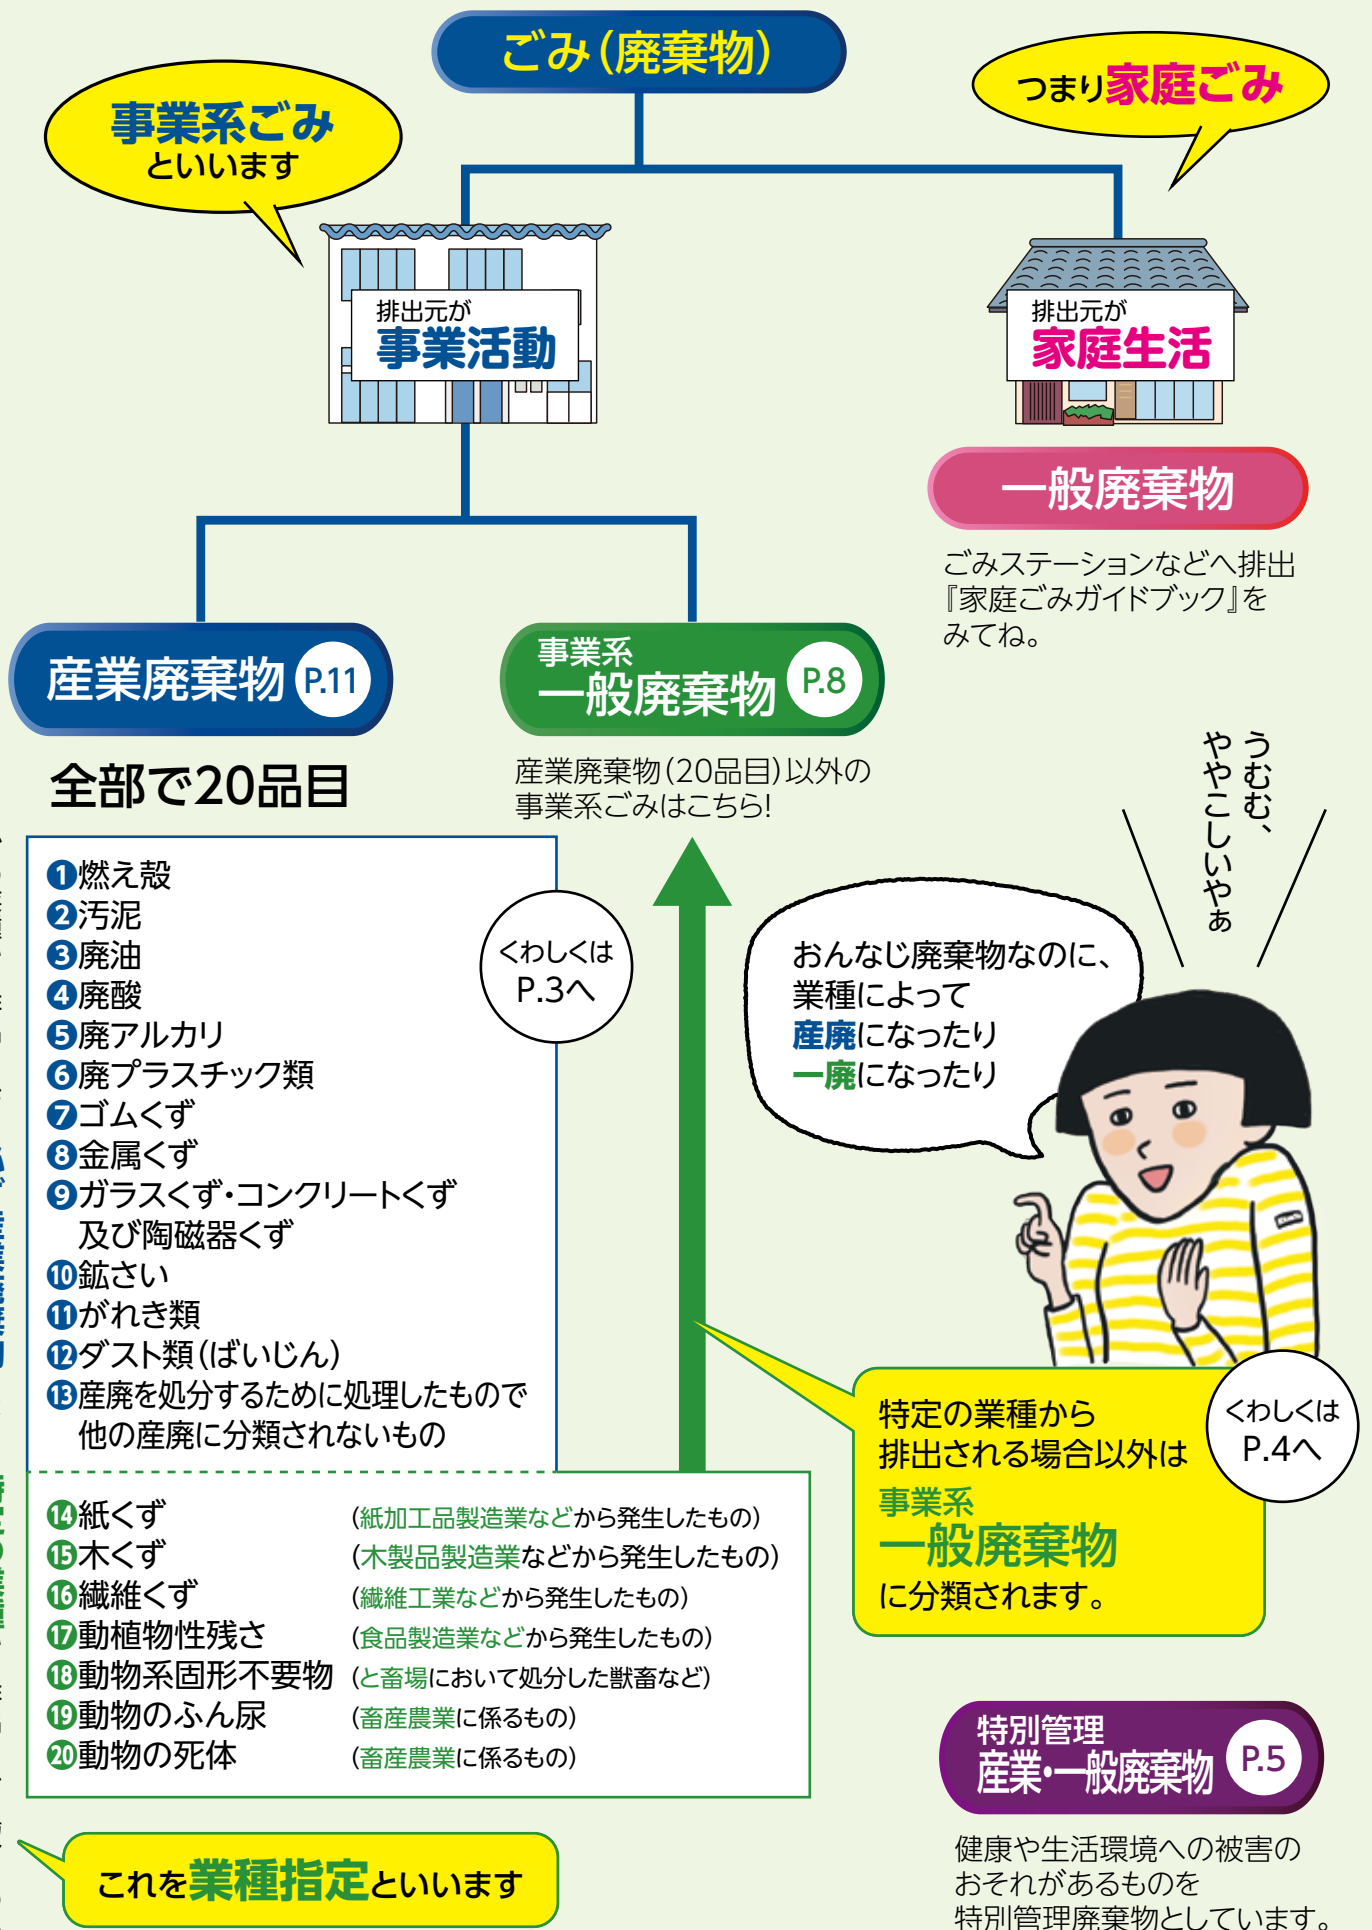 ごみ（廃棄物）
事業系ごみ
といいます
つまり家庭ごみ
排出元が
事業活動
排出元が
家庭生活
一般廃棄物
ごみステーションなどへ排出
『家庭ごみガイドブック』を
みてね。
産業廃棄物 P.11
事業系
一般廃棄物 P.8
全部で20品目
産業廃棄物（20品目）以外の
事業系ごみはこちら!
❶燃え殻
❷汚泥
❸廃油
❹廃酸
❺廃アルカリ
❻廃プラスチック類
❼ゴムくず
❽金属くず
❾ガラスくず・コンクリートくず
及び陶磁器くず
❿鉱さい
⓫がれき類
⓬ダスト類（ばいじん）
⓭産廃を処分するために処理したもので
他の産廃に分類されないもの
くわしくは
P.3へ
⓮紙くず （紙加工品製造業などから発生したもの）
⓯木くず （木製品製造業などから発生したもの）
⓰繊維くず （繊維工業などから発生したもの）
⓱動植物性残さ （食品製造業などから発生したもの）
⓲動物系固形不要物 （と畜場において処分した獣畜など）
⓳動物のふん尿 （畜産農業に係るもの）
⓴動物の死体 （畜産農業に係るもの）
これを業種指定といいます
うむむ、
ややこしいやぁ
おんなじ廃棄物なのに、
業種によって
産廃になったり
一廃になったり
特定の業種から
排出される場合以外は
事業系
一般廃棄物
に分類されます。
くわしくは
P.4へ
特別管理
産業・一般廃棄物 P.5
健康や生活環境への被害の
おそれがあるものを
特別管理廃棄物としています。